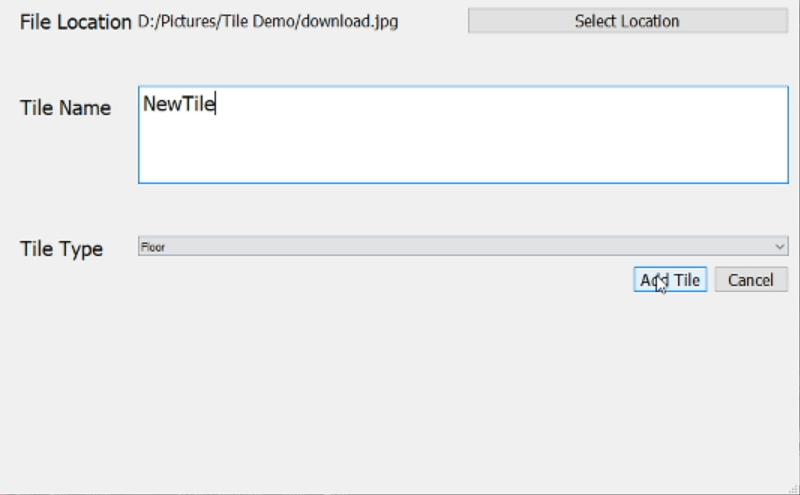 File Location D:/Pictures/Tile Demo/download.jpg Select Location
Tile Name NewTile
Tile Type Floor
Add Tile Cancel